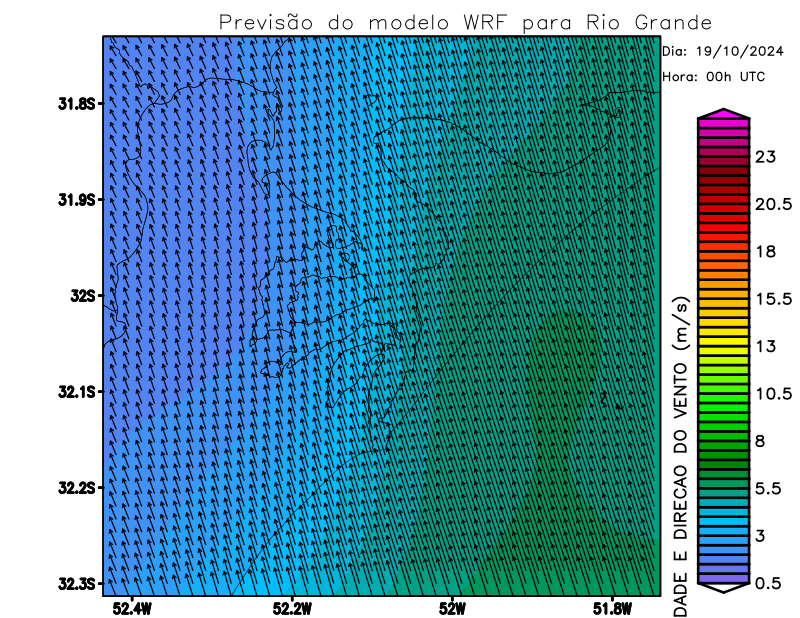 Previsão do modelo WRF para Rio Grande
Dia: 19/10/2024
Hora: 00h UTC
31.8S
31.9S
32S
32.1S
32.2S
32.3S
52.4W
52.2W
52W
51.8W
23
20.5
18
15.5
13
10.5
8
5.5
3
0.5
DADE E DIRECAO DO VENTO (m/s)